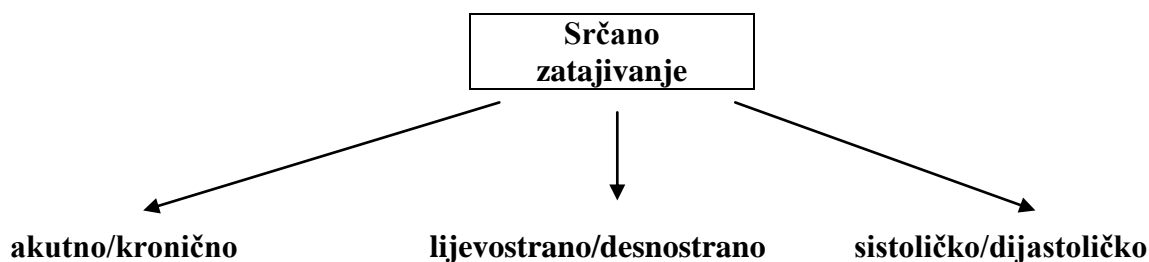 Srčano
zatajivanje
akutno/kronično
lijevostrano/desnostrano
sistoličko/dijastoličko